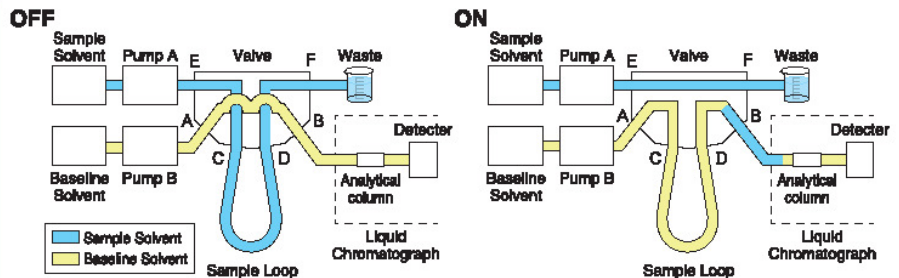 OFF
Sample
Solvent
Pump A
E
Valve
F
Waste
A
B
Detecter
C
D
Baseline
Solvent
Pump B
Analytical
column
Sample Solvent
Baseline Solvent
Sample Loop
Liquid
Chromatograph
ON
Sample
Solvent
Pump A
E
Valve
F
Waste
A
B
Detecter
C
D
Baseline
Solvent
Pump B
Analytical
column
Sample Loop
Liquid
Chromatograph